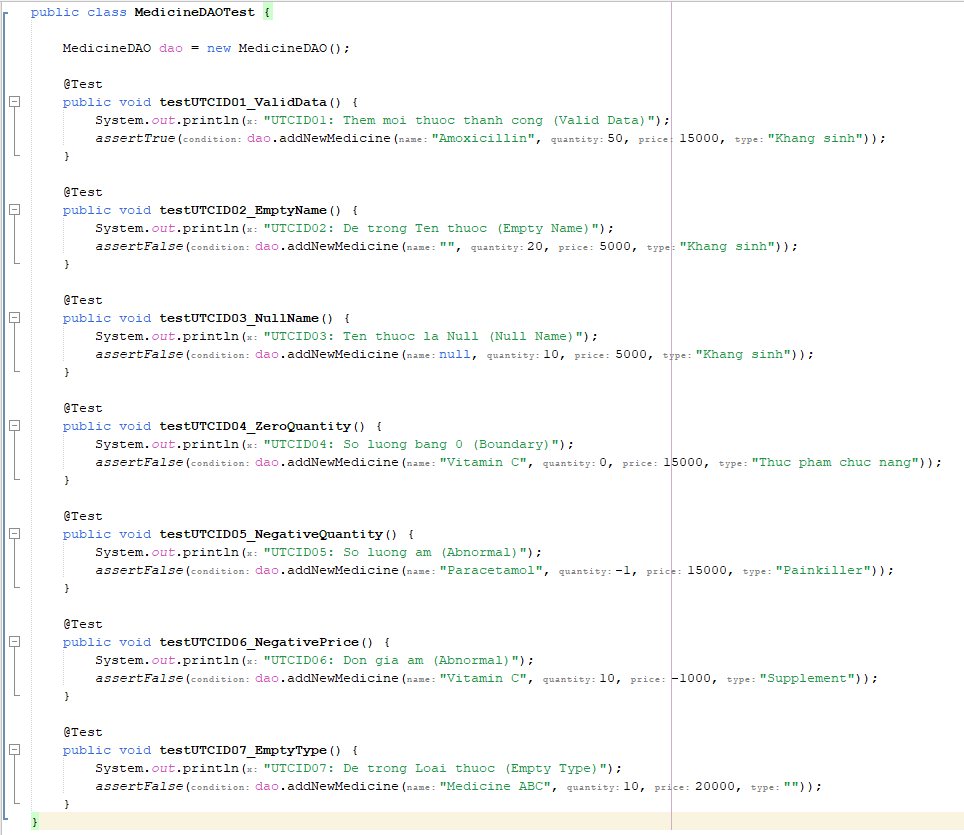 public class MedicineDAOTest {
MedicineDAO dao = new MedicineDAO();
@Test
public void testUTCID01_ValidData() {
System.out.println(x: "UTCID01: Them moi thuoc thanh cong (Valid Data)");
assertTrue(condition: dao.addNewMedicine(name: "Amoxicillin", quantity: 50, price: 15000, type: "Khang sinh"));
}
@Test
public void testUTCID02_EmptyName() {
System.out.println(x: "UTCID02: De trong Ten thuoc (Empty Name)");
assertFalse(condition: dao.addNewMedicine(name: "", quantity: 20, price: 5000, type: "Khang sinh"));
}
@Test
public void testUTCID03_NullName() {
System.out.println(x: "UTCID03: Ten thuoc la Null (Null Name)");
assertFalse(condition: dao.addNewMedicine(name: null, quantity: 10, price: 5000, type: "Khang sinh"));
}
@Test
public void testUTCID04_ZeroQuantity() {
System.out.println(x: "UTCID04: So luong bang 0 (Boundary)");
assertFalse(condition: dao.addNewMedicine(name: "Vitamin C", quantity: 0, price: 15000, type: "Thuc pham chuc nang"));
}
@Test
public void testUTCID05_NegativeQuantity() {
System.out.println(x: "UTCID05: So luong am (Abnormal)");
assertFalse(condition: dao.addNewMedicine(name: "Paracetamol", quantity: -1, price: 15000, type: "Painkiller"));
}
@Test
public void testUTCID06_NegativePrice() {
System.out.println(x: "UTCID06: Don gia am (Abnormal)");
assertFalse(condition: dao.addNewMedicine(name: "Vitamin C", quantity: 10, price: -1000, type: "Supplement"));
}
@Test
public void testUTCID07_EmptyType() {
System.out.println(x: "UTCID07: De trong Loai thuoc (Empty Type)");
assertFalse(condition: dao.addNewMedicine(name: "Medicine ABC", quantity: 10, price: 20000, type: ""));
}
}